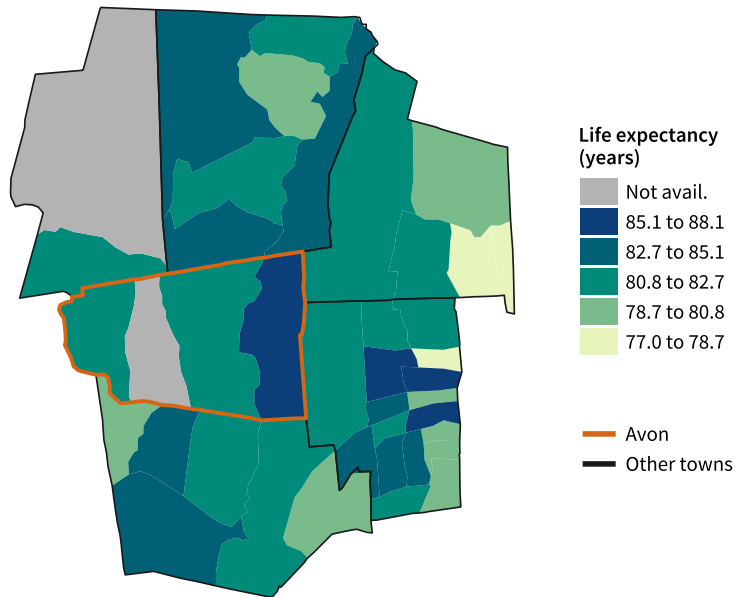 Life expectancy
(years)
Not avail.
85.1 to 88.1
82.7 to 85.1
80.8 to 82.7
78.7 to 80.8
77.0 to 78.7
Avon
Other towns